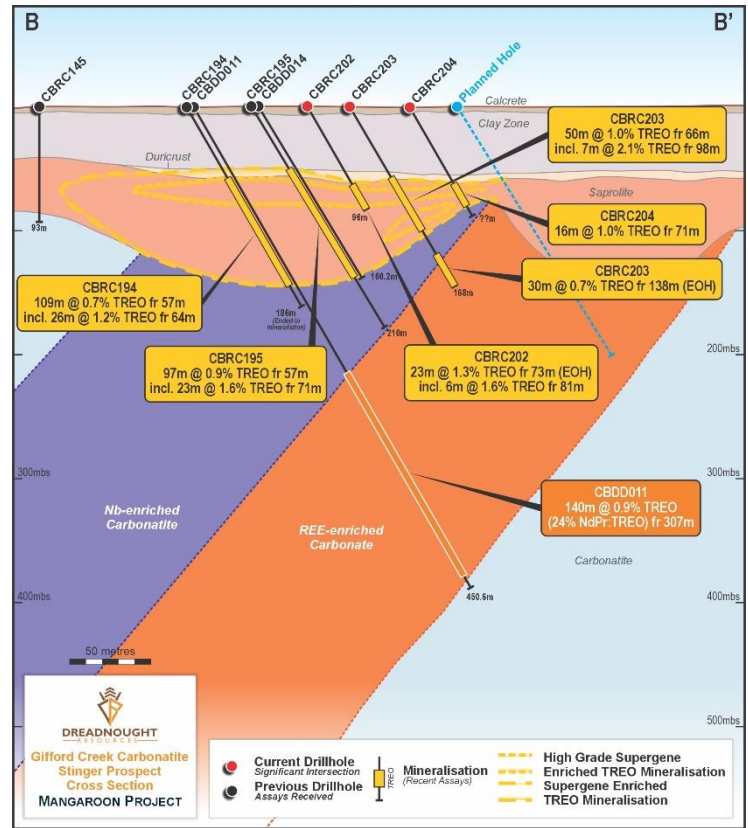 B
B'
CBRC145
CBRC194
CBDD011
CBRC195
CBDD014
CBRC202
CBRC203
CBRC204
Planned Hole
Calcrete
Clay Zone
Duricrust
Saprolite
CBRC203
50m @ 1.0% TREO fr 66m
incl. 7m @ 2.1% TREO fr 98m
CBRC204
16m @ 1.0% TREO fr 71m
CBRC203
30m @ 0.7% TREO fr 138m (EOH)
93m
96m
??m
168m
160.2m
186m
(Ended in
mineralisation)
210m
CBRC194
109m @ 0.7% TREO fr 57m
incl. 26m @ 1.2% TREO fr 64m
CBRC195
97m @ 0.9% TREO fr 57m
incl. 23m @ 1.6% TREO fr 71m
CBRC202
23m @ 1.3% TREO fr 73m (EOH)
incl. 6m @ 1.6% TREO fr 81m
200mbs
300mbs
300mbs
Nb-enriched
Carbonatite
REE-enriched
Carbonate
CBDD011
140m @ 0.9% TREO
(24% NdPr:TREO) fr 307m
Carbonatite
450.6m
400mbs
400mbs
500mbs
50 metres
DREADNOUGHT
RESOURCES
Gifford Creek Carbonatite
Stinger Prospect
Cross Section
MANGAROON PROJECT
Current Drillhole
Significant Intersection
Previous Drillhole
Assays Received
TREO
Mineralisation
(Recent Assays)
High Grade Supergene
Enriched TREO Mineralisation
Supergene Enriched
TREO Mineralisation